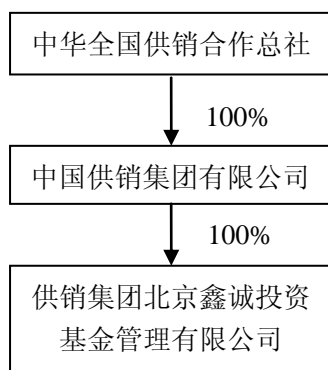 中华全国供销合作总社
100%
中国供销集团有限公司
100%
供销集团北京鑫诚投资
基金管理有限公司